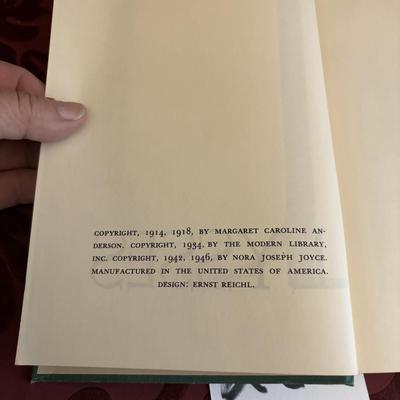 COPYRIGHT, 1914, 1918, BY MARGARET CAROLINE AN-
DERSON. COPYRIGHT, 1934, BY THE MODERN LIBRARY,
INC. COPYRIGHT, 1942, 1946, BY NORA JOSEPH JOYCE.
MANUFACTURED IN THE UNITED STATES OF AMERICA.
DESIGN: ERNST REICHL.